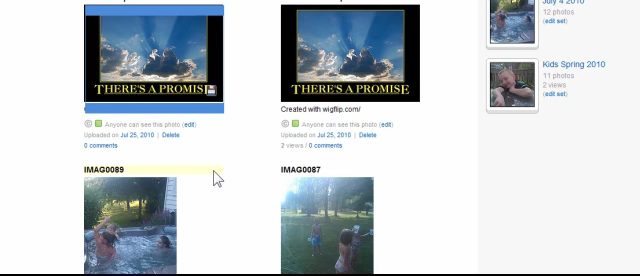 THERE'S A PROMIS
THERE'S A PROMISE
Created with wigflip.com/
Anyone can see this photo (edit)
Uploaded on Jul 25, 2010 | Delete
0 comments
Anyone can see this photo (edit)
Uploaded on Jul 25, 2010 | Delete
2 views / 0 comments
IMAG0089
IMAG0087
July 4 2010
12 photos
(edit set)
Kids Spring 2010
11 photos
2 views
(edit set)